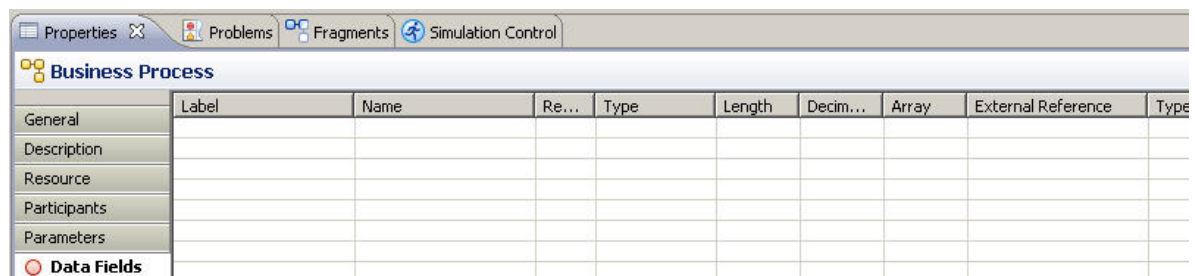 Properties Problems Fragments Simulation Control
Business Process
Label Name Re... Type Length Decim... Array External Reference Type
General
Description
Resource
Participants
Parameters
Data Fields